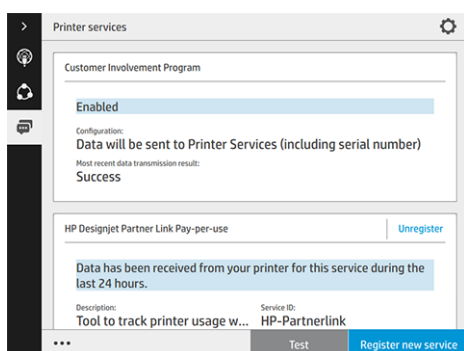 Printer services
Customer Involvement Program
Enabled
Configuration:
Data will be sent to Printer Services (including serial number)
Most recent data transmission result:
Success
HP Designjet Partner Link Pay-per-use
Unregister
Data has been received from your printer for this service during the
last 24 hours.
Description:
Tool to track printer usage w...
Service ID:
HP-Partnerlink
Test
Register new service